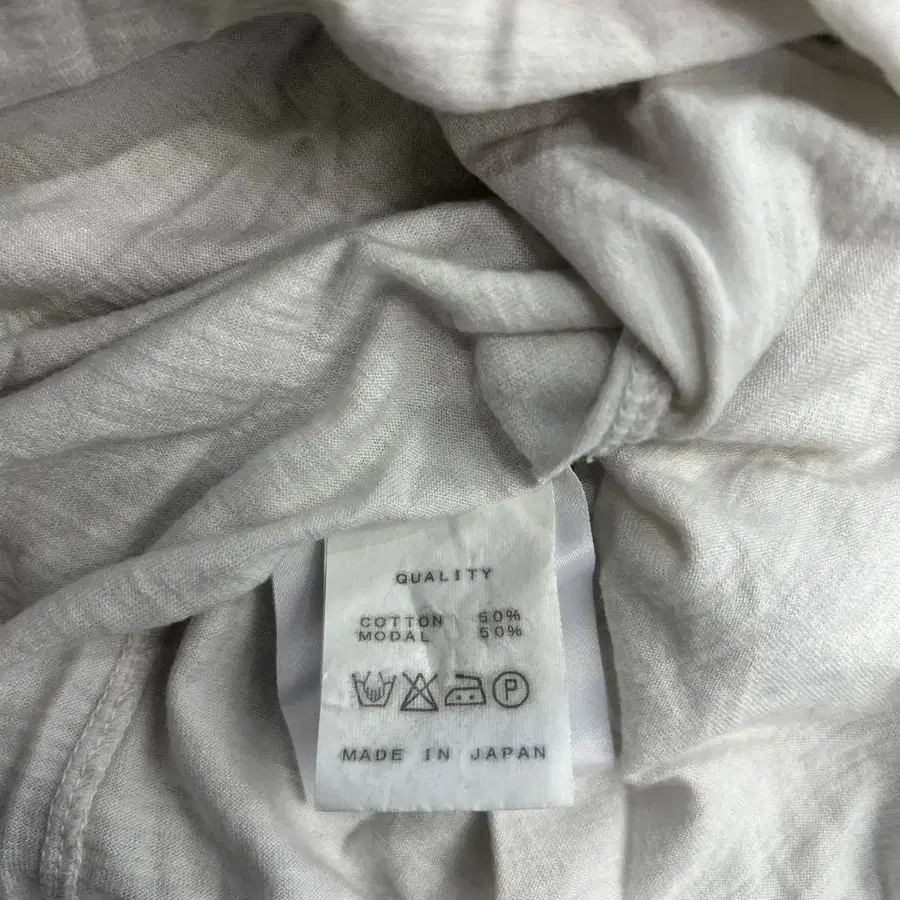 QUALITY
COTTON 50%
MODAL 50%
P
MADE IN JAPAN